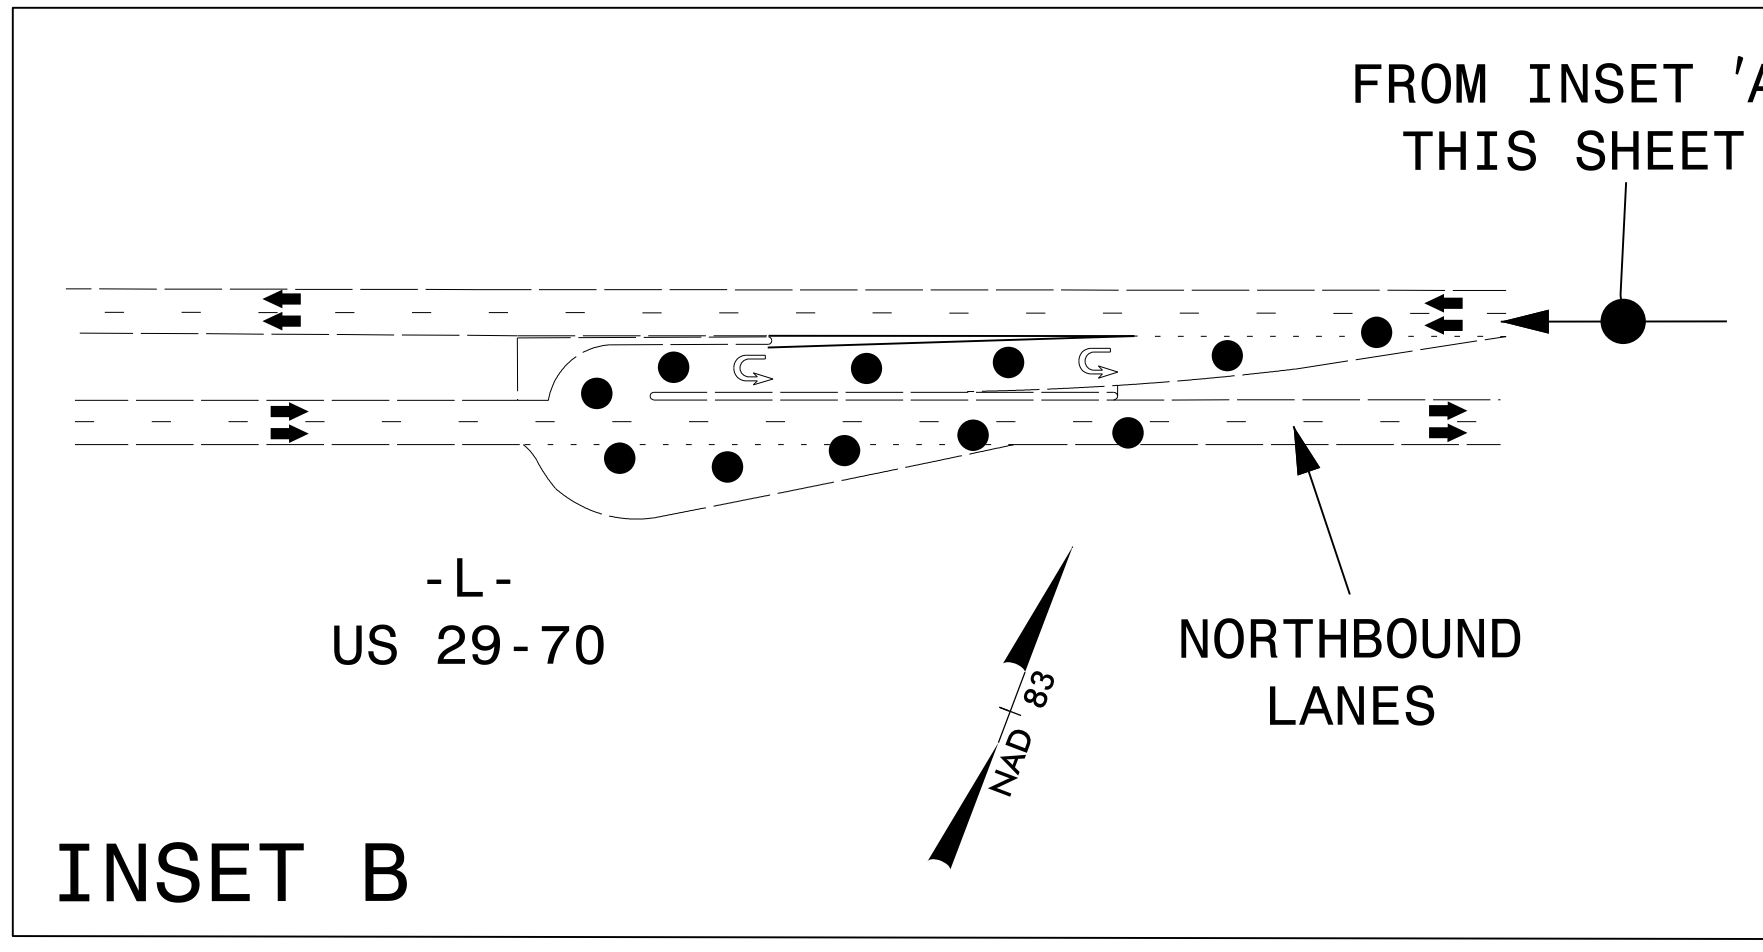 FROM INSET 'A
THIS SHEET
-L-
US 29-70
NAD 83
NORTHBOUND
LANES
INSET B